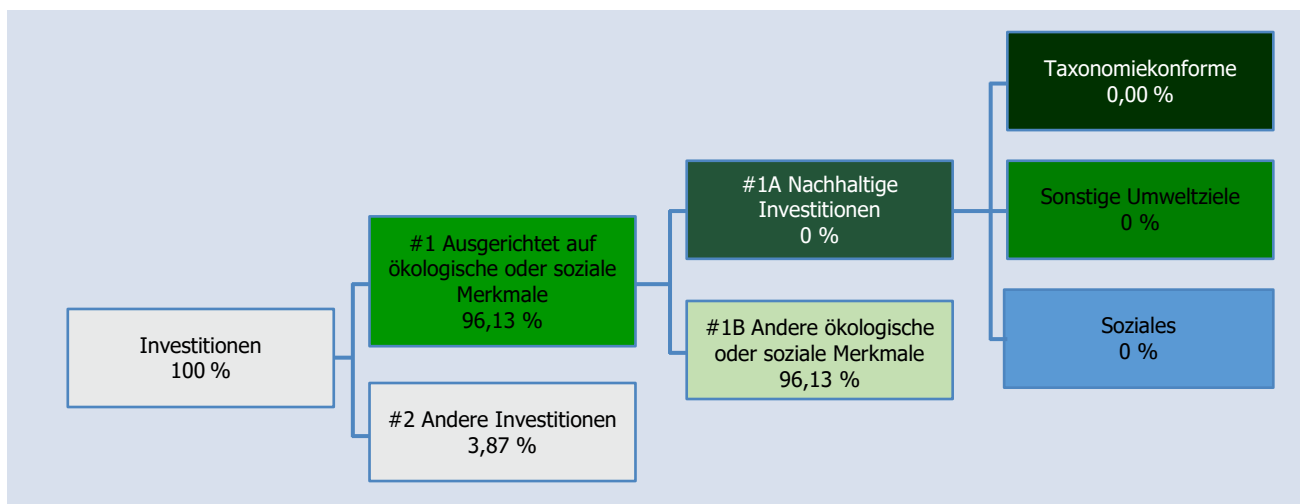 Investitionen
100 %
#1 Ausgerichtet auf
ökologische oder soziale
Merkmale
96,13 %
#2 Andere Investitionen
3,87 %
#1A Nachhaltige
Investitionen
0 %
#1B Andere ökologische
oder soziale Merkmale
96,13 %
Taxonomiekonforme
0,00 %
Sonstige Umweltziele
0 %
Soziales
0 %